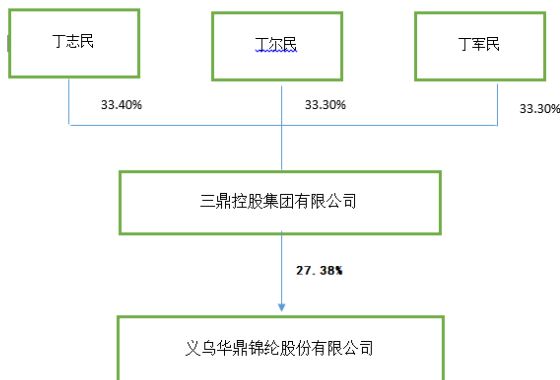 丁志民
丁尔民
丁军民
33.40%
33.30%
33.30%
三鼎控股集团有限公司
27.38%
义乌华鼎锦纶股份有限公司